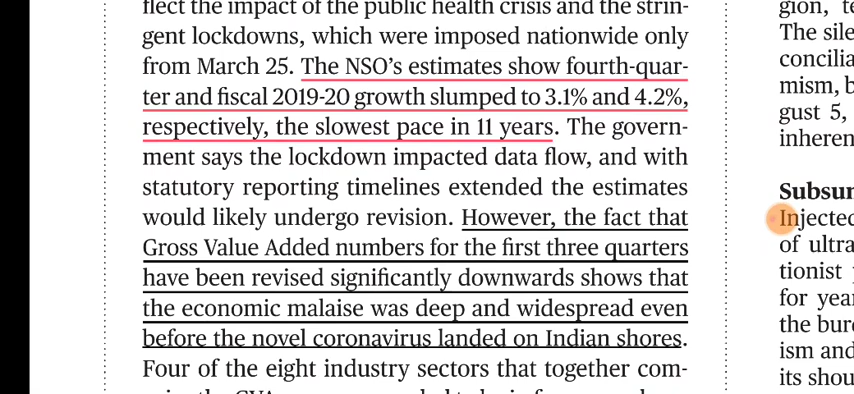 flect the impact of the public health crisis and the strin-
gent lockdowns, which were imposed nationwide only
from March 25. The NSO's estimates show fourth-quar-
ter and fiscal 2019-20 growth slumped to 3.1% and 4.2%,
respectively, the slowest pace in 11 years. The govern-
ment says the lockdown impacted data flow, and with
statutory reporting timelines extended the estimates
would likely undergo revision. However, the fact that
Gross Value Added numbers for the first three quarters
have been revised significantly downwards shows that
the economic malaise was deep and widespread even
before the novel coronavirus landed on Indian shores.
Four of the eight industry sectors that together com-
gion,
The
concilia
mism,
gust 5,
inheren
Subsur
Injected
of ultra
tionist
for year
the
ism and
its shou